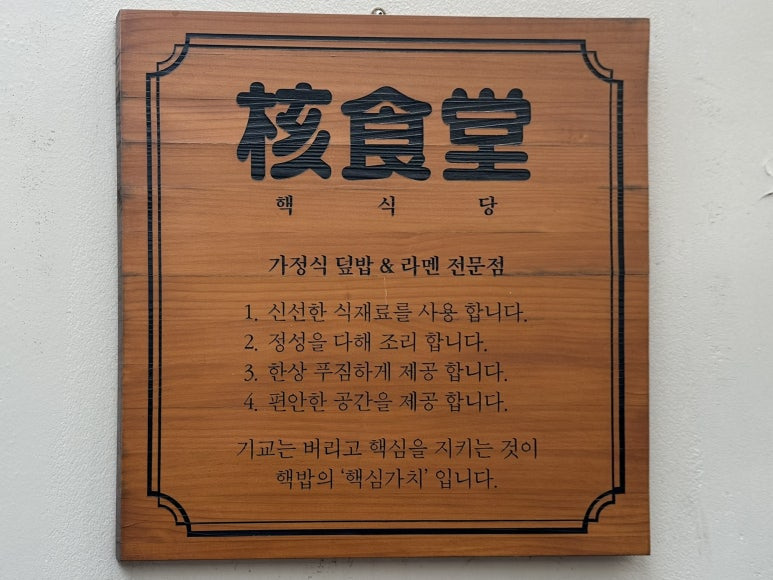 核食堂
핵 식 당
가정식 덮밥 & 라멘 전문점
1. 신선한 식재료를 사용 합니다.
2. 정성을 다해 조리 합니다.
3. 한상 푸짐하게 제공 합니다.
4. 편안한 공간을 제공 합니다.
기교는 버리고 핵심을 지키는 것이
핵밥의 ‘핵심가치’ 입니다.